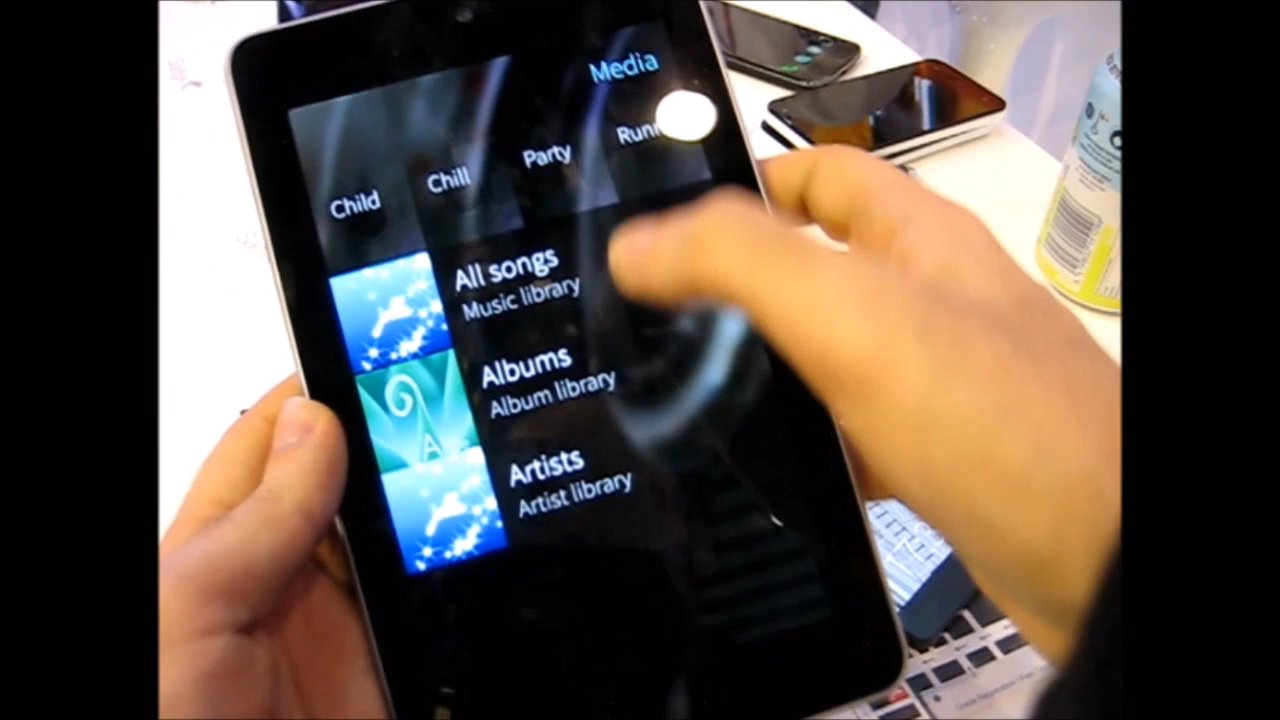 Media
Child
Chill
Party
All songs
Music library
Albums
Album library
Artists
Artist library